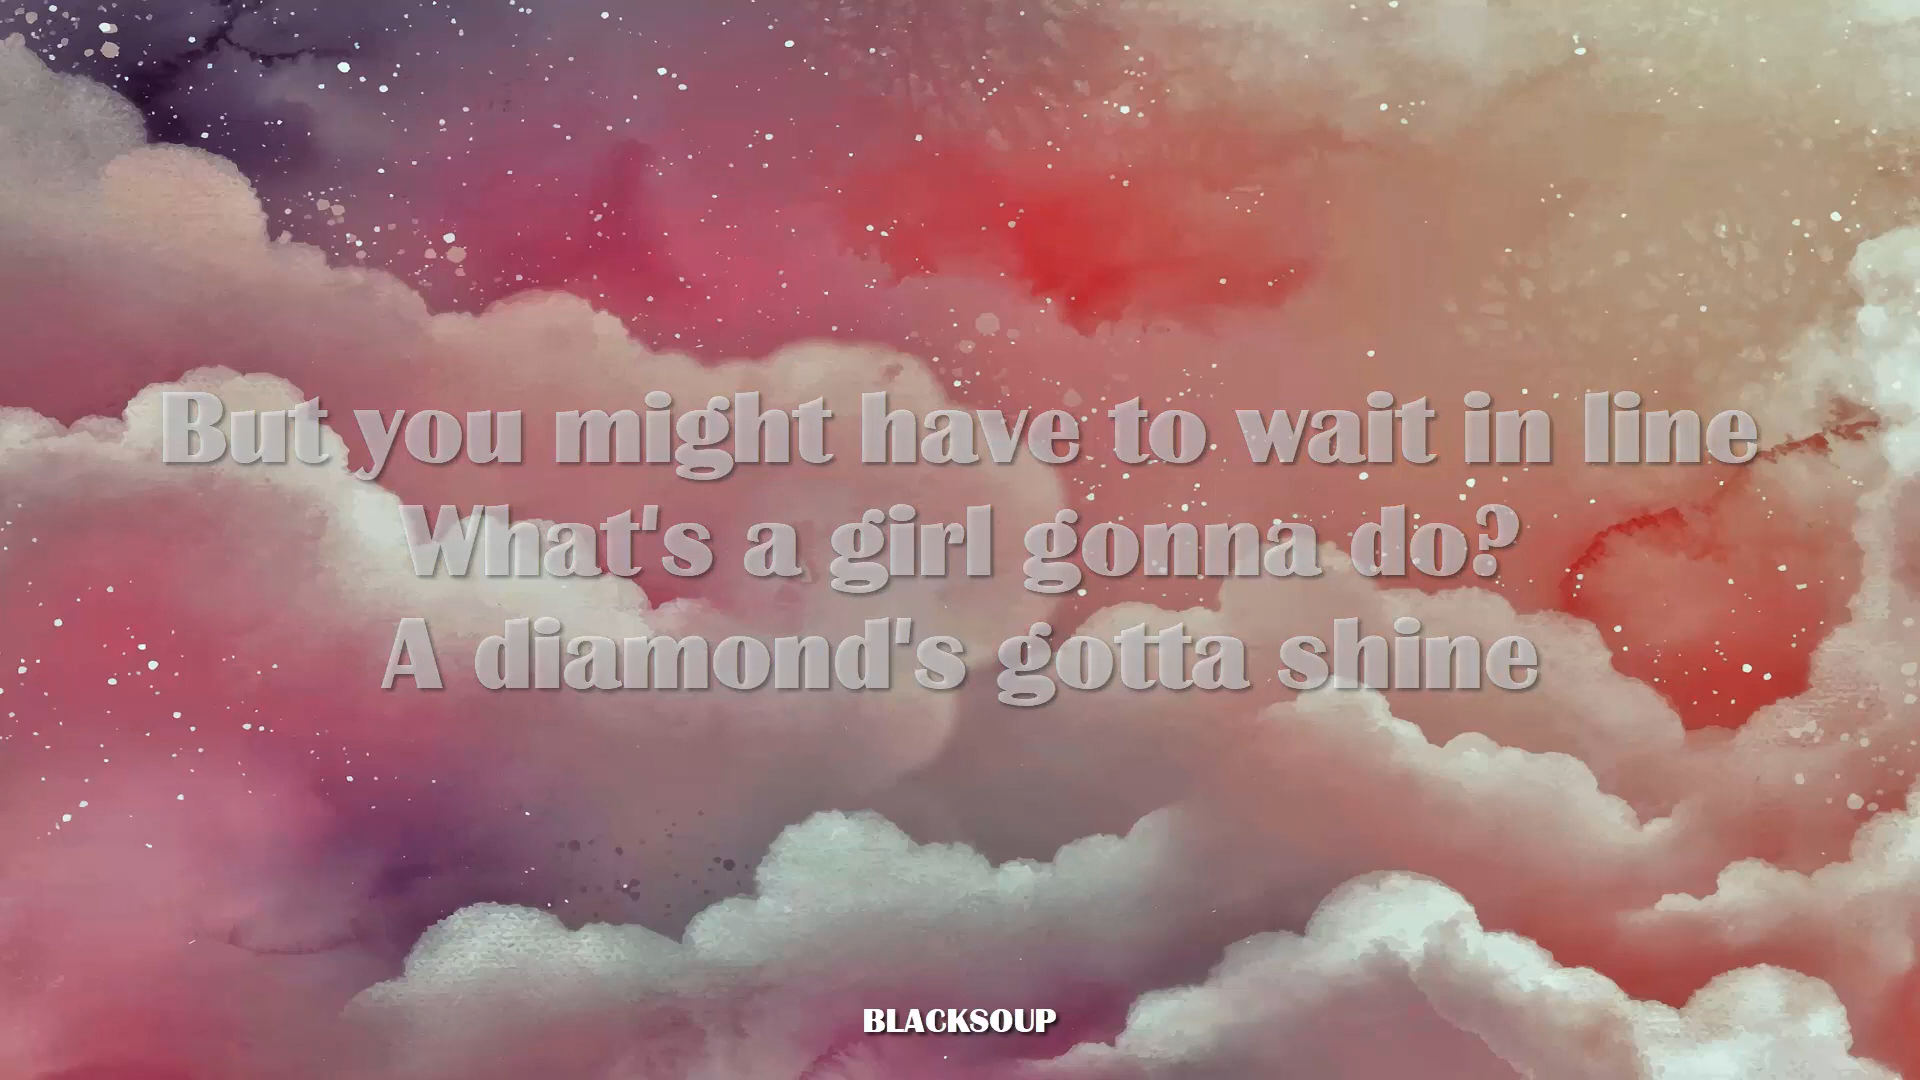 But you might have to wait in line
What's a girl gonna do?
A diamond's gotta shine
BLACKSOUP